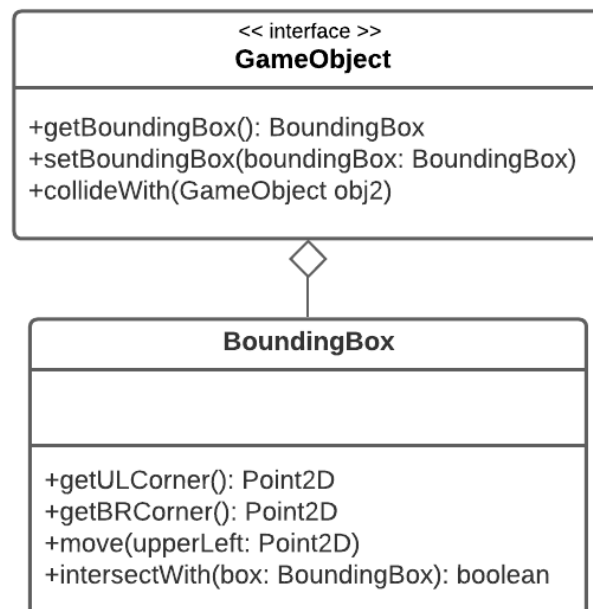 << interface >>
GameObject
+getBoundingBox(): BoundingBox
+setBoundingBox(boundingBox: BoundingBox)
+collideWith(GameObject obj2)
BoundingBox
+getULCorner(): Point2D
+getBRCorner(): Point2D
+move(upperLeft: Point2D)
+intersectWith(box: BoundingBox): boolean